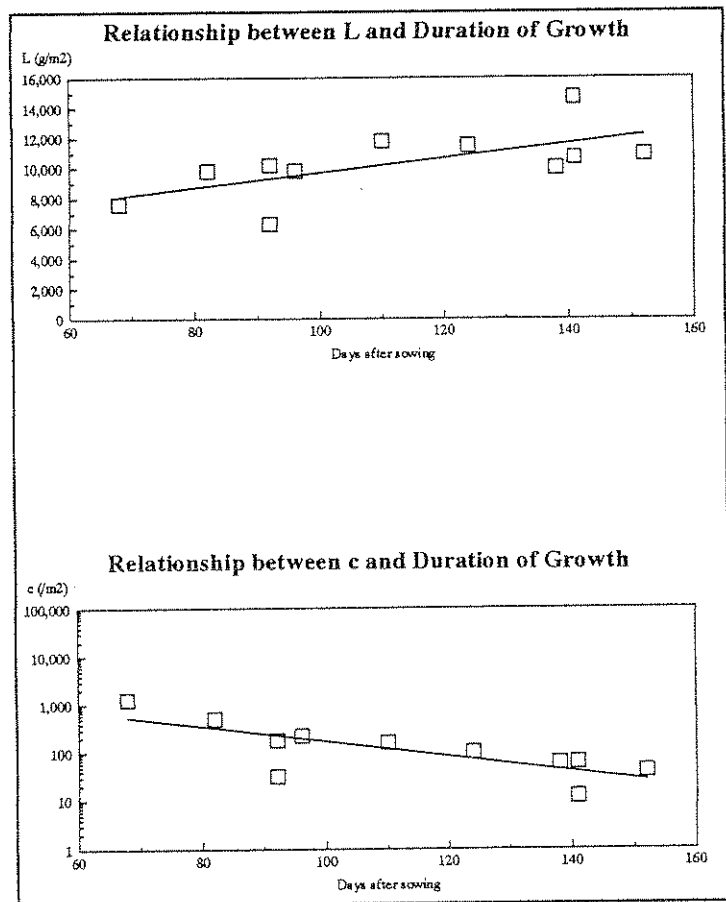 Relationship between L and Duration of Growth
L (g/m2)
16,000
14,000
12,000
10,000
8,000
6,000
4,000
2,000
0
60 80 100 120 140 160
Days after sowing
Relationship between c and Duration of Growth
c (/m2)
100,000
10,000
1,000
100
10
1
60 80 100 120 140 160
Days after sowing